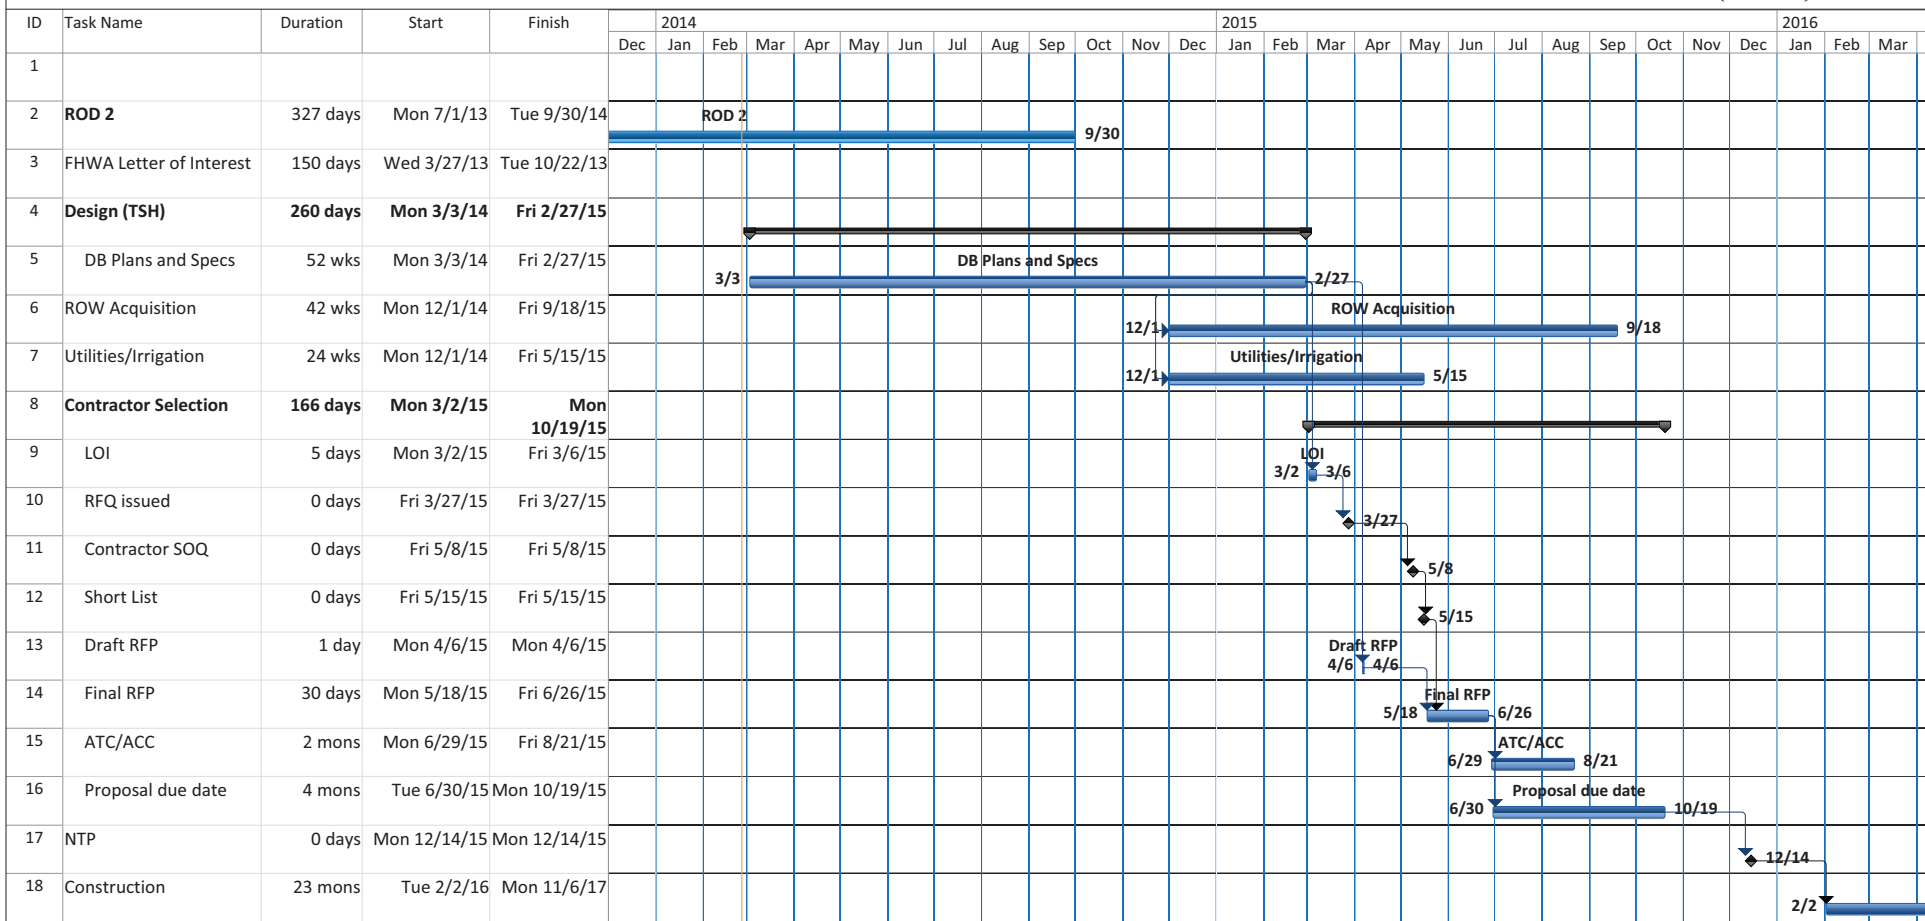 ID Task Name Duration Start Finish 2014 2015 2016
Dec Jan Feb Mar Apr May Jun Jul Aug Sep Oct Nov Dec Jan Feb Mar Apr May Jun Jul Aug Sep Oct Nov Dec Jan Feb Mar
1
2 ROD 2 327 days Mon 7/1/13 Tue 9/30/14 ROD 2
9/30
3 FHWA Letter of Interest 150 days Wed 3/27/13 Tue 10/22/13
4 Design (TSH) 260 days Mon 3/3/14 Fri 2/27/15
5 DB Plans and Specs 52 wks Mon 3/3/14 Fri 2/27/15 DB Plans and Specs
3/3 2/27
6 ROW Acquisition 42 wks Mon 12/1/14 Fri 9/18/15 ROW Acquisition
12/1 9/18
7 Utilities/Irrigation 24 wks Mon 12/1/14 Fri 5/15/15 Utilities/Irrigation
12/1 5/15
8 Contractor Selection 166 days Mon 3/2/15 Mon
10/19/15
9 LOI 5 days Mon 3/2/15 Fri 3/6/15 LOI
3/2 3/6
10 RFQ issued 0 days Fri 3/27/15 Fri 3/27/15
3/27
11 Contractor SOQ 0 days Fri 5/8/15 Fri 5/8/15
5/8
12 Short List 0 days Fri 5/15/15 Fri 5/15/15
5/15
13 Draft RFP 1 day Mon 4/6/15 Mon 4/6/15 Draft RFP
4/6 4/6
14 Final RFP 30 days Mon 5/18/15 Fri 6/26/15 Final RFP
5/18 6/26
15 ATC/ACC 2 mons Mon 6/29/15 Fri 8/21/15 ATC/ACC
6/29 8/21
16 Proposal due date 4 mons Tue 6/30/15 Mon 10/19/15 Proposal due date
6/30 10/19
17 NTP 0 days Mon 12/14/15 Mon 12/14/15
12/14
18 Construction 23 mons Tue 2/2/16 Mon 11/6/17
2/2